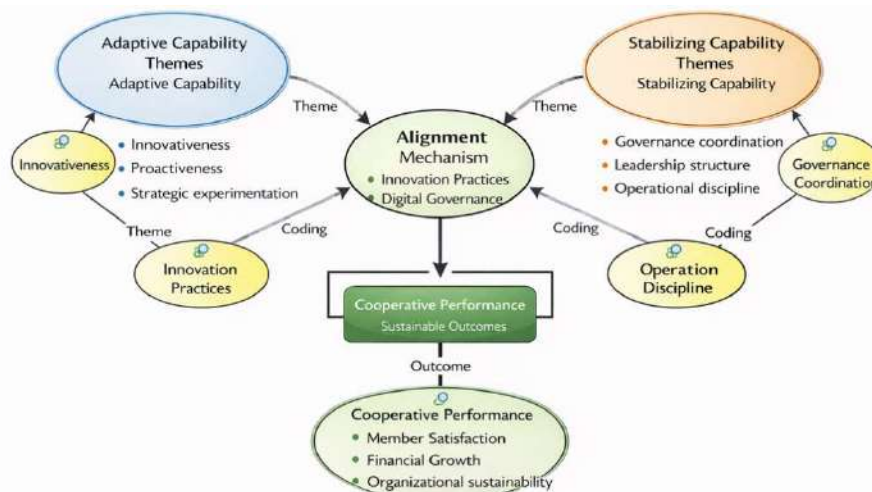 Adaptive Capability
Themes
Adaptive Capability
Stabilizing Capability
Themes
Stabilizing Capability
Theme
Theme
Alignment
Mechanism
• Innovation Practices
• Digital Governance
Innovativeness
• Innovativeness
• Proactiveness
• Strategic experimentation
• Governance coordination
• Leadership structure
• Operational discipline
Governance
Coordination
Theme
Coding
Coding
Coding
Innovation
Practices
Operation
Discipline
Cooperative Performance
Sustainable Outcomes
Outcome
Cooperative Performance
• Member Satisfaction
• Financial Growth
• Organizational sustainability